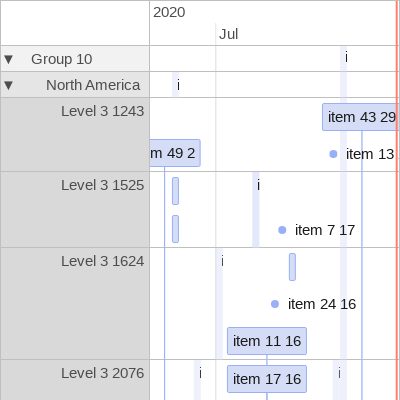 2020
Jul
▼ Group 10 i
▼ North America i
Level 3 1243 item 43 29
m 49 2 item 13
Level 3 1525 i
item 7 17
Level 3 1624 i
item 24 16
item 11 16
Level 3 2076 i item 17 16 i